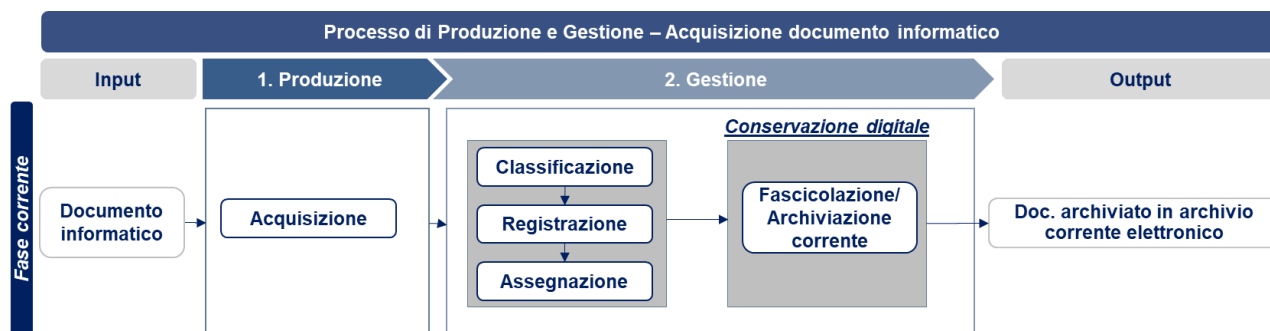 Processo di Produzione e Gestione – Acquisizione documento informatico
Input
1. Produzione
2. Gestione
Output
Fase corrente
Documento
informatico
Acquisizione
Classificazione
Registrazione
Assegnazione
Conservazione digitale
Fascicolazione/
Archiviazione
corrente
Doc. archiviato in archivio
corrente elettronico